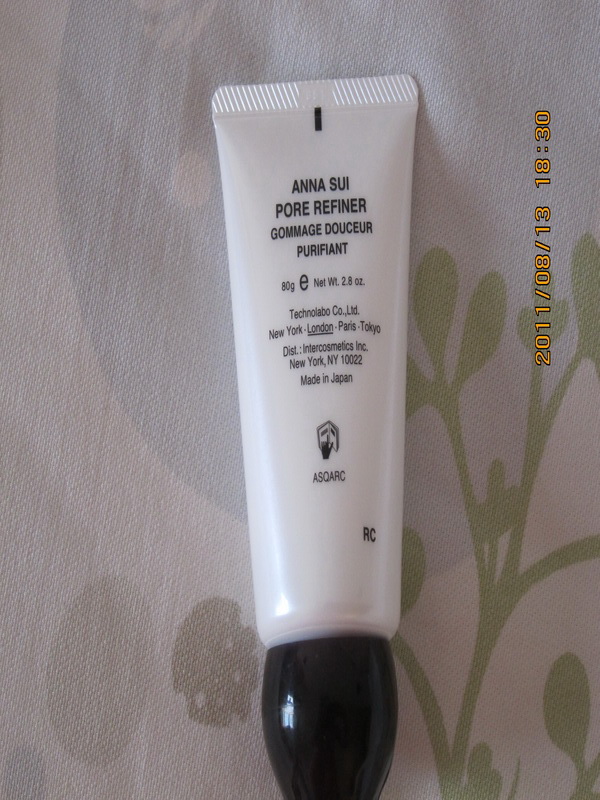 ANNA SUI
PORE REFINER
GOMMAGE DOUCEUR
PURIFIANT
80g e Net Wt. 2.8 oz.
Technolabo Co.,Ltd.
New York · London · Paris · Tokyo
Dist.: Intercosmetics Inc.
New York, NY 10022
Made in Japan
ASQARC
RC
2011/08/13 18:30